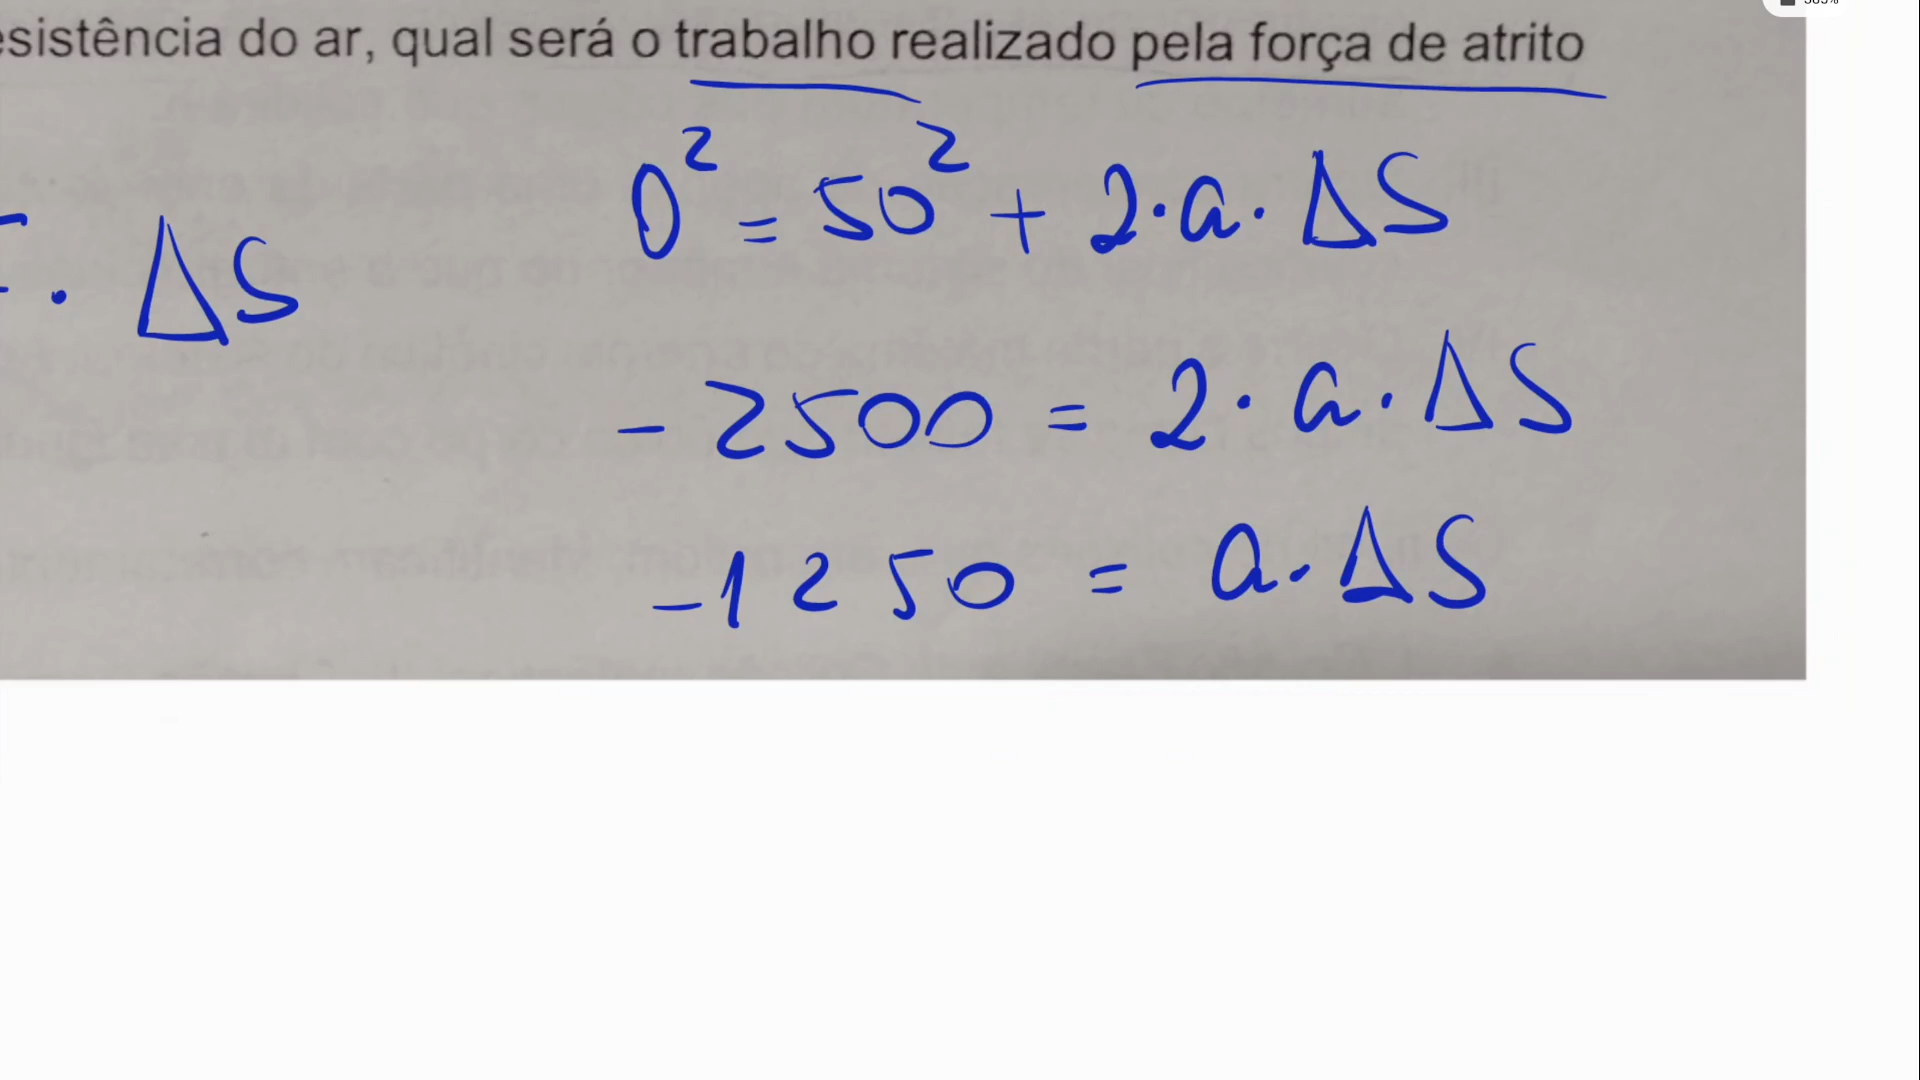 esistência do ar, qual será o trabalho realizado pela força de atrito
0² = 50² + 2·a·ΔS
· ΔS
-2500 = 2·a·ΔS
-1250 = a·ΔS